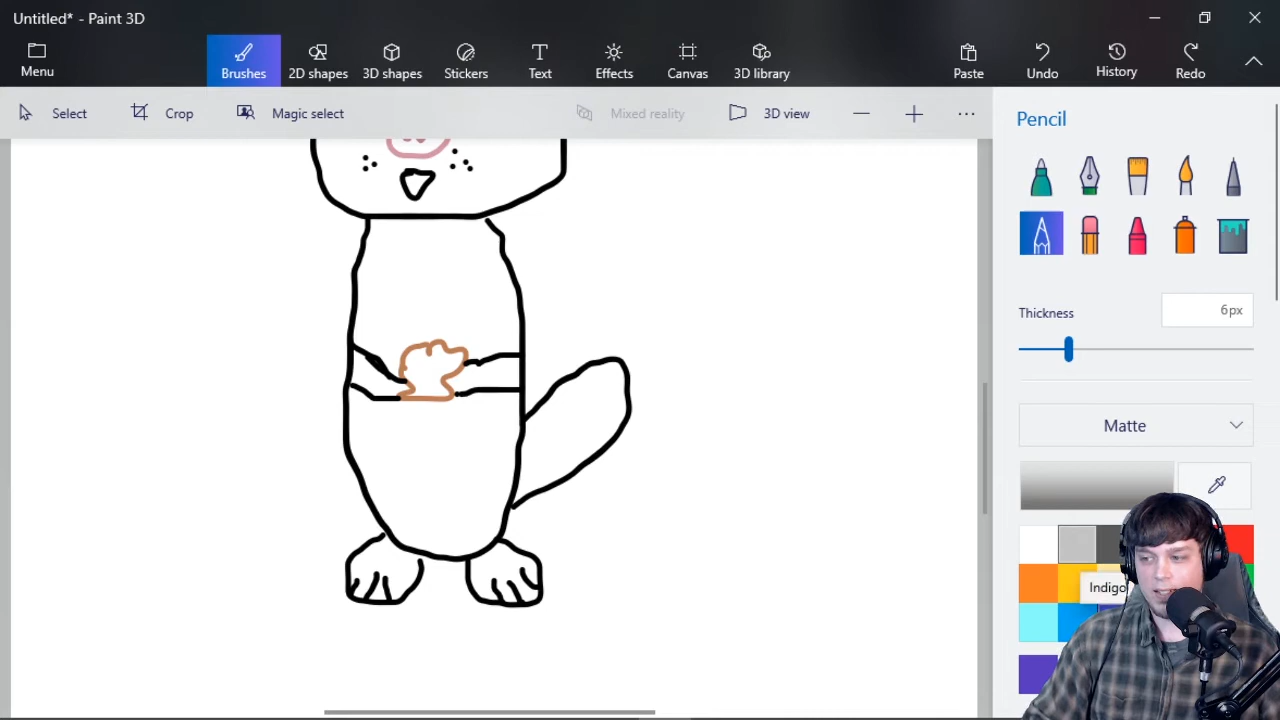 Untitled* - Paint 3D
Menu
Brushes
2D shapes
3D shapes
Stickers
Text
Effects
Canvas
3D library
Paste
Undo
History
Redo
Select
Crop
Magic select
Mixed reality
3D view
Pencil
Thickness
6px
Matte
Indigo